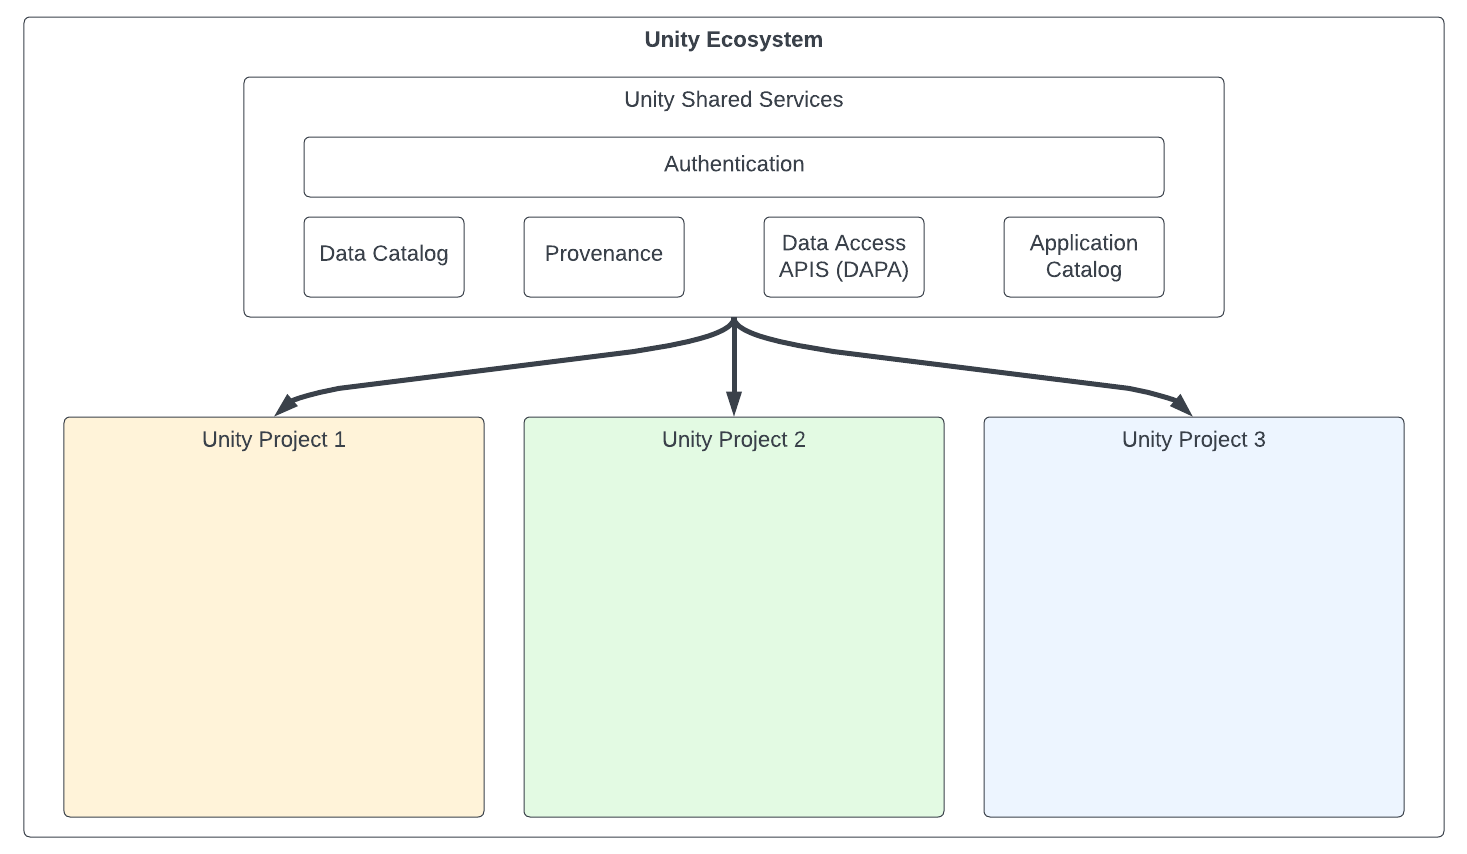 Unity Ecosystem
Unity Shared Services
Authentication
Data Catalog
Provenance
Data Access
APIS (DAPA)
Application
Catalog
Unity Project 1
Unity Project 2
Unity Project 3